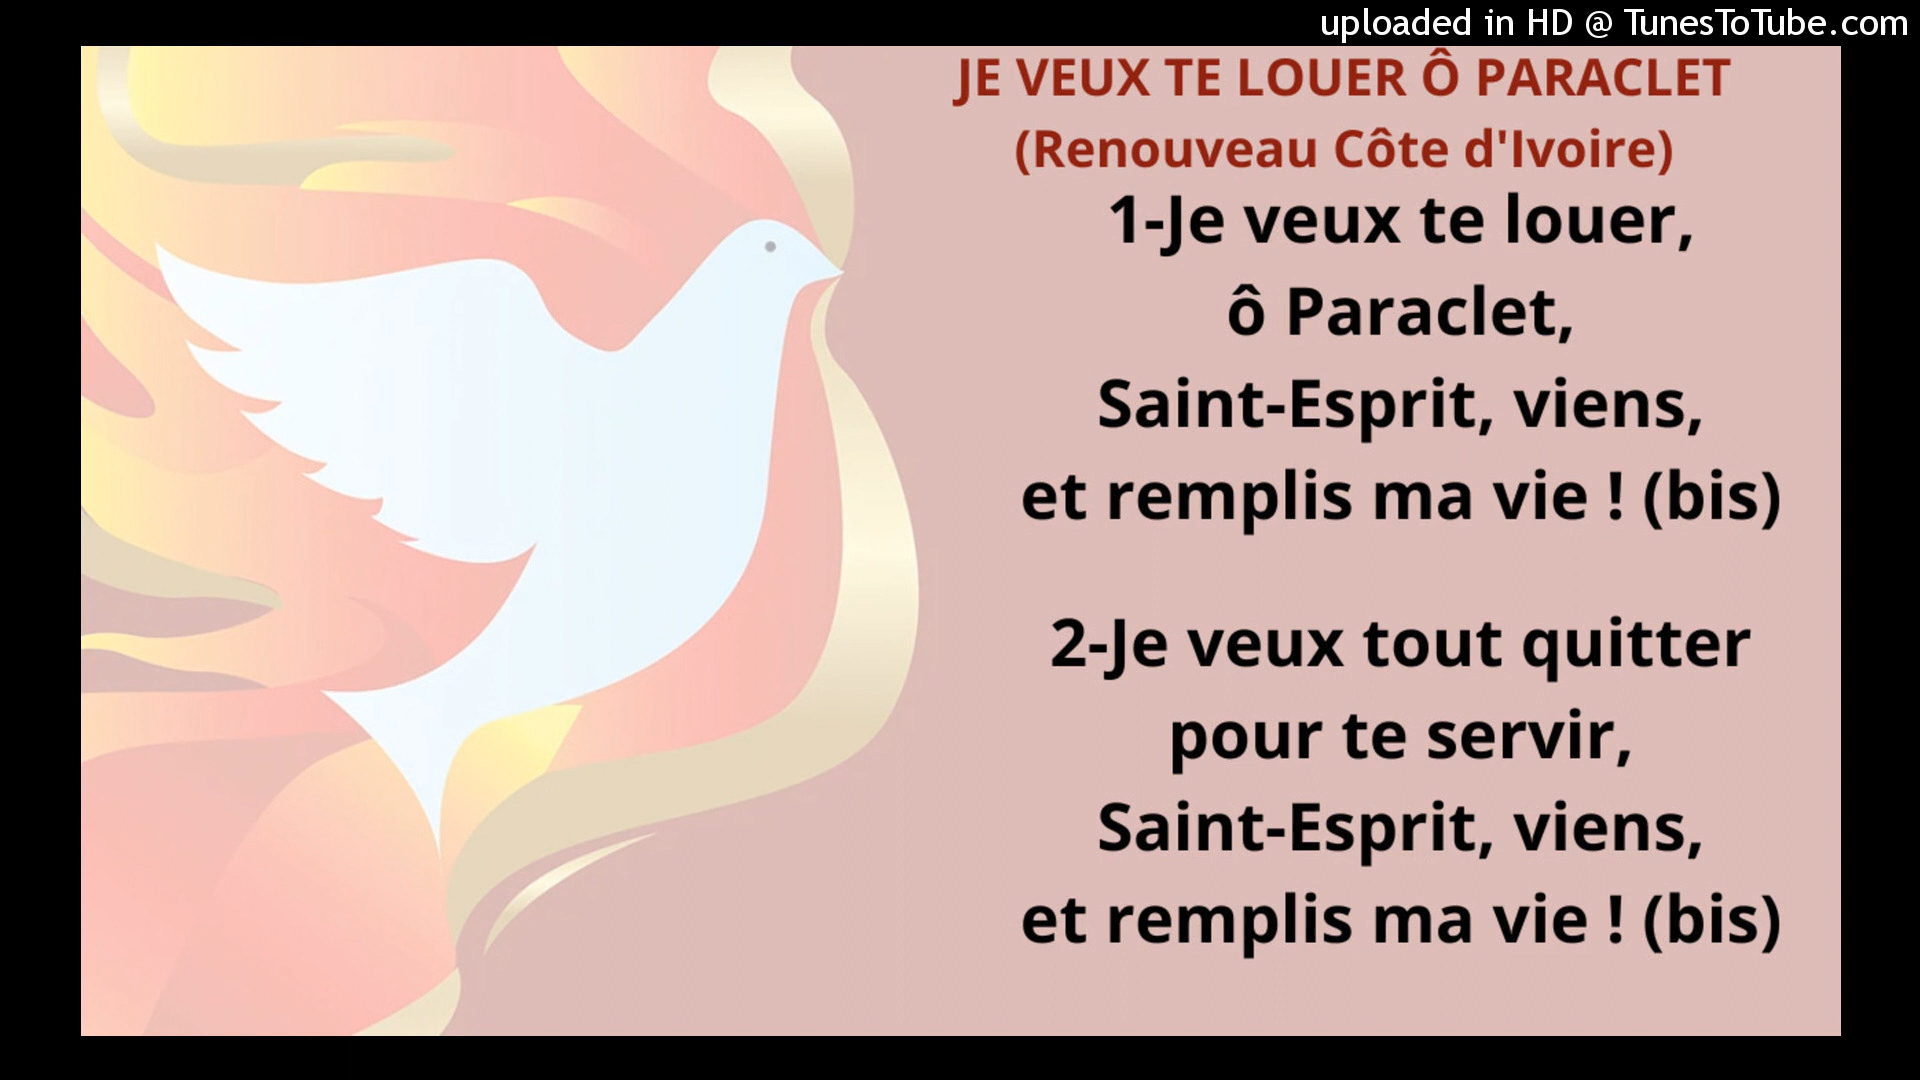 uploaded in HD @ TunesToTube.com
JE VEUX TE LOUER Ô PARACLET
(Renouveau Côte d'Ivoire)
1-Je veux te louer,
ô Paraclet,
Saint-Esprit, viens,
et remplis ma vie ! (bis)
2-Je veux tout quitter
pour te servir,
Saint-Esprit, viens,
et remplis ma vie ! (bis)